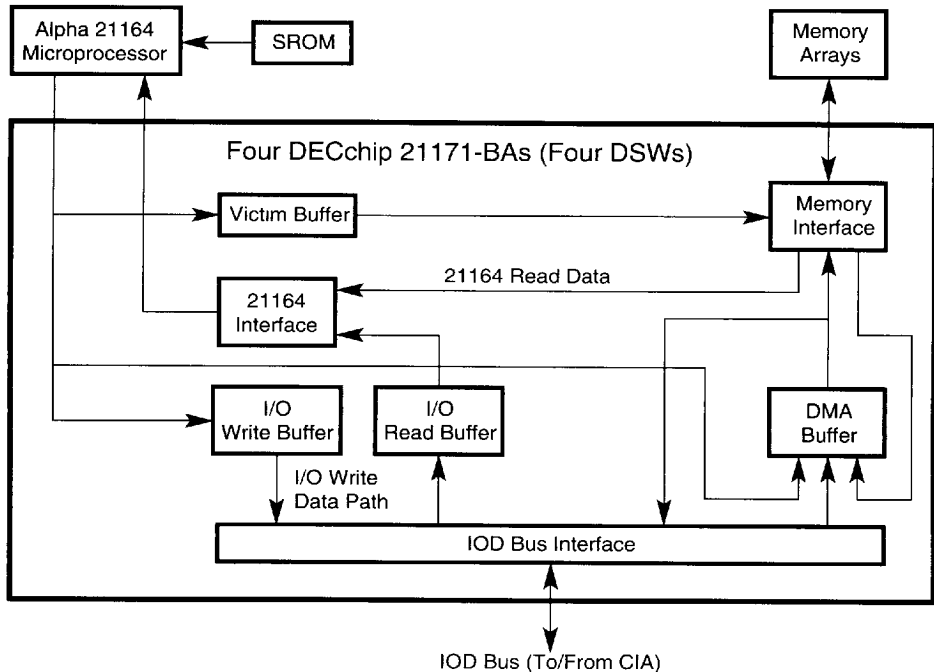 Alpha 21164
Microprocessor
SROM
Memory
Arrays
Four DECchip 21171-BAs (Four DSWs)
Victim Buffer
Memory
Interface
21164 Read Data
21164
Interface
I/O
Write Buffer
I/O
Read Buffer
DMA
Buffer
I/O Write
Data Path
IOD Bus Interface
IOD Bus (To/From CIA)